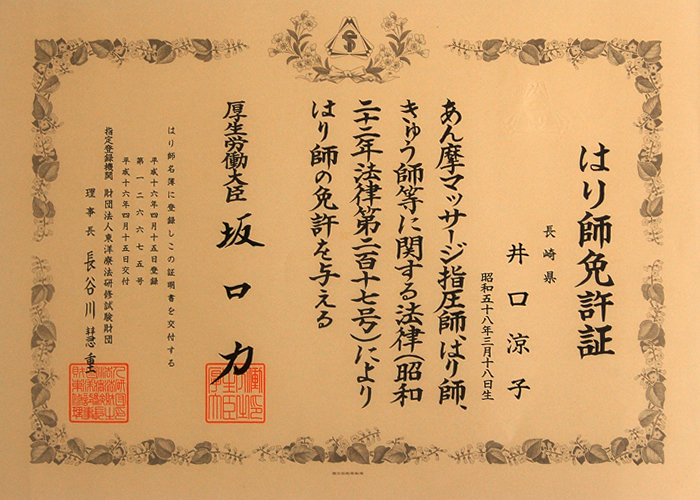 はり師免許証
長崎県
井口涼子
昭和五十八年三月十八日生
あん摩マッサージ指圧師、はり師、
きゅう師等に関する法律(昭和
二十二年法律第二百十七号)により
はり師の免許を与える
厚生労働大臣 坂口力
はり師名簿に登録しこの証明書を交付する
平成十六年四月十五日登録
第一二六六七五号
平成十六年四月十五日交付
指定登録機関 財団法人東洋療法研修試験財団
理事長 長谷川慧重